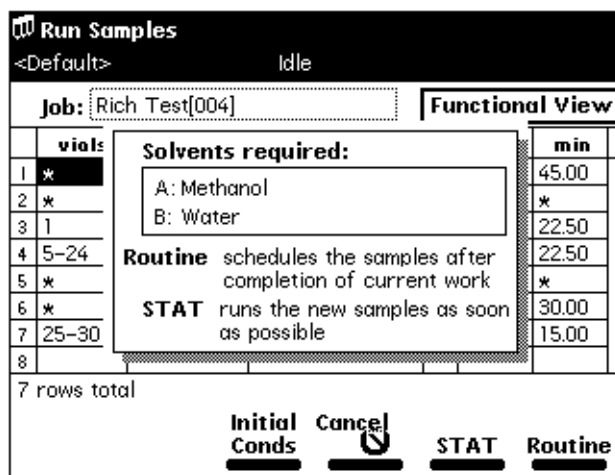 Run Samples
<Default> Idle
Job: Rich Test[004] Functional View
vials min
1 * 45.00
Solvents required:
A: Methanol
B: Water
Routine schedules the samples after
completion of current work
STAT runs the new samples as soon
as possible
2 * *
3 1 22.50
4 5-24 22.50
5 * *
6 * 30.00
7 25-30 15.00
8
7 rows total
Initial Cancel
Conds STAT Routine